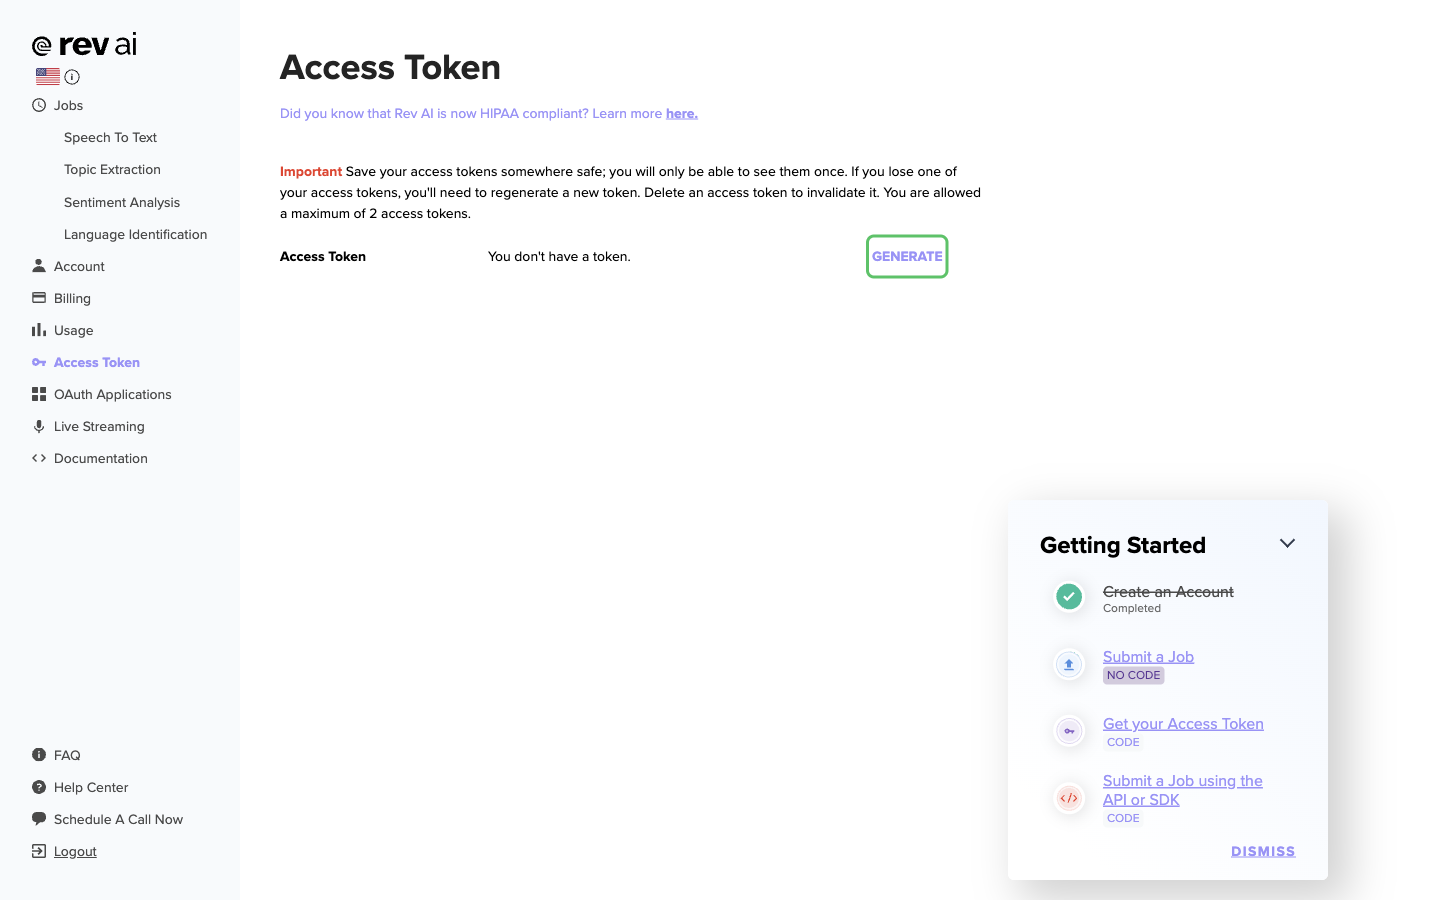 rev ai
Jobs
Speech To Text
Topic Extraction
Sentiment Analysis
Language Identification
Account
Billing
Usage
Access Token
OAuth Applications
Live Streaming
Documentation
FAQ
Help Center
Schedule A Call Now
Logout
Access Token
Did you know that Rev AI is now HIPAA compliant? Learn more here.
Important Save your access tokens somewhere safe; you will only be able to see them once. If you lose one of
your access tokens, you'll need to regenerate a new token. Delete an access token to invalidate it. You are allowed
a maximum of 2 access tokens.
Access Token You don't have a token. GENERATE
Getting Started
Create an Account
Completed
Submit a Job
NO CODE
Get your Access Token
CODE
Submit a Job using the
API or SDK
CODE
DISMISS